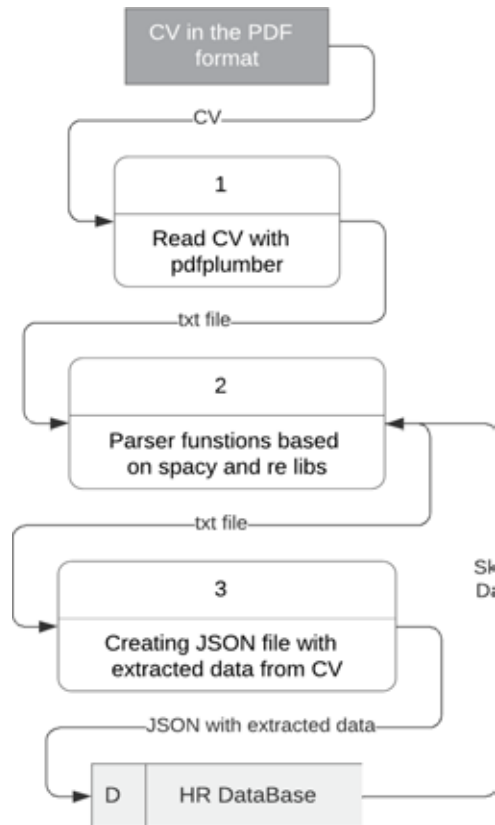 CV in the PDF
format
CV
1
Read CV with
pdfplumber
txt file
2
Parser funstions based
on spacy and re libs
txt file
3
Sk
Da
Creating JSON file with
extracted data from CV
JSON with extracted data
D
HR DataBase